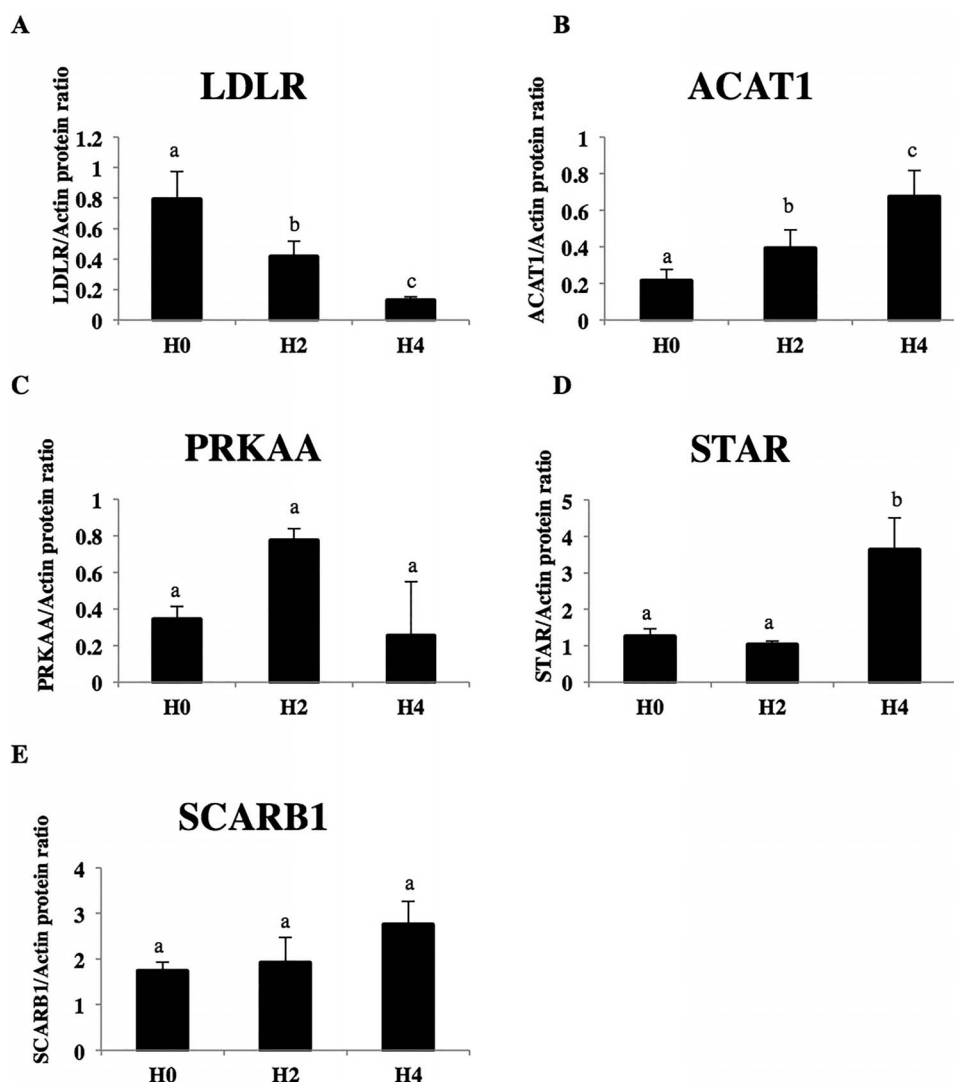 A
LDLR
LDLR/Actin protein ratio
1.2
1
0.8
0.6
0.4
0.2
0
a
b
c
H0 H2 H4
B
ACAT1
ACAT1/Actin protein ratio
1
0.8
0.6
0.4
0.2
0
a
b
c
H0 H2 H4
C
PRKAA
PRKAA/Actin protein ratio
1
0.8
0.6
0.4
0.2
0
a
a
a
H0 H2 H4
D
STAR
STAR/Actin protein ratio
5
4
3
2
1
0
a
a
b
H0 H2 H4
E
SCARB1
SCARB1/Actin protein ratio
4
3
2
1
0
a
a
a
H0 H2 H4